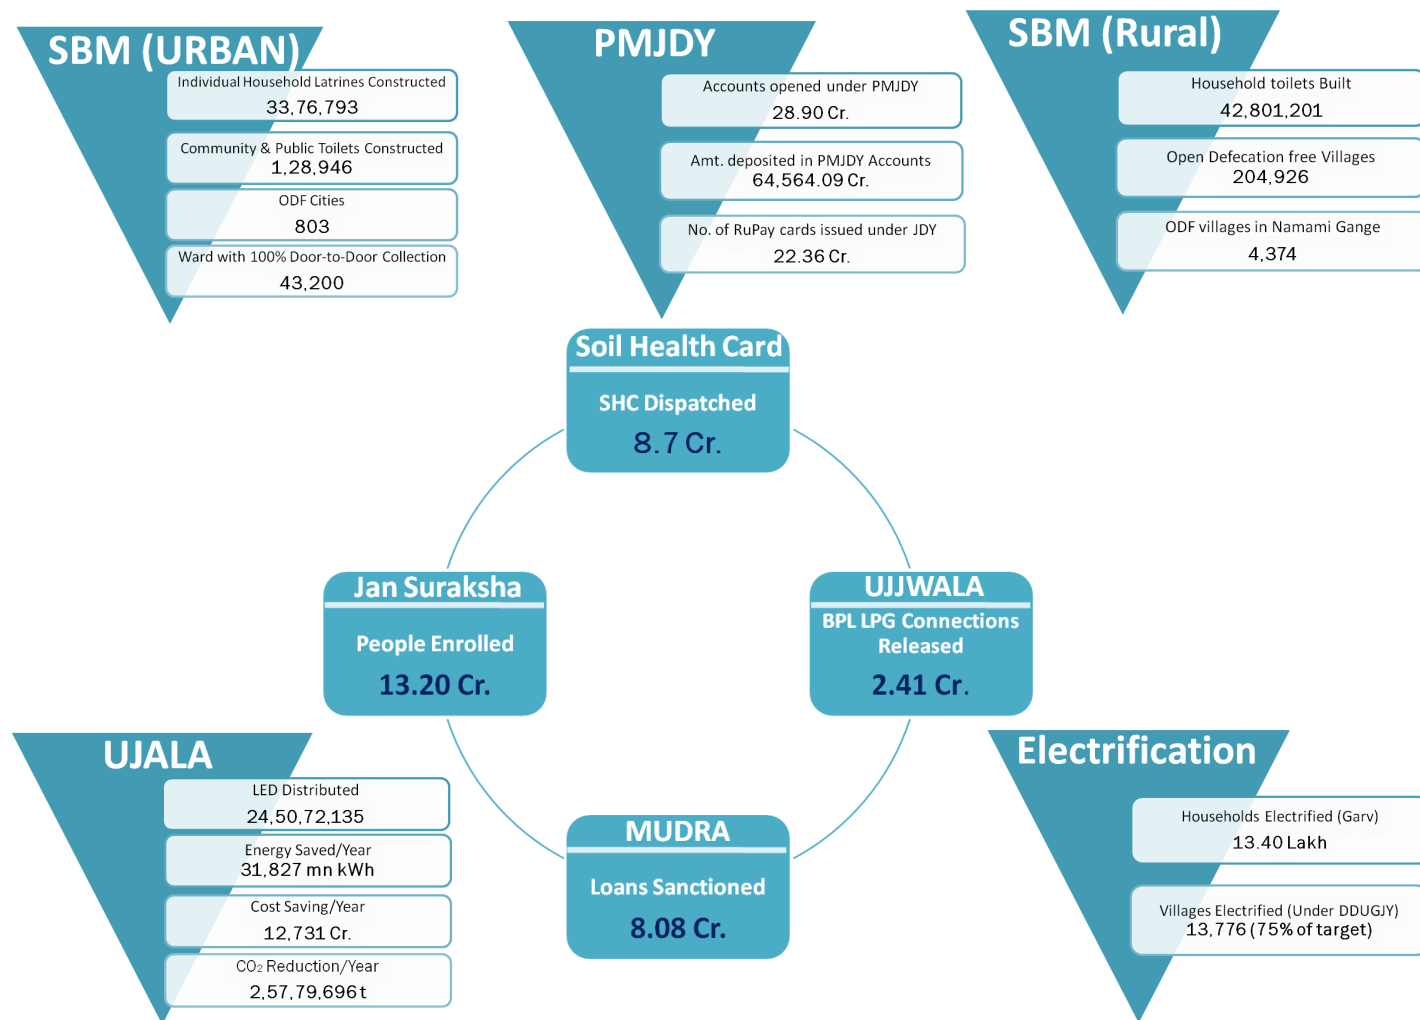 SBM (URBAN)
Individual Household Latrines Constructed
33,76,793
Community & Public Toilets Constructed
1,28,946
ODF Cities
803
Ward with 100% Door-to-Door Collection
43,200
PMJDY
Accounts opened under PMJDY
28.90 Cr.
Amt. deposited in PMJDY Accounts
64,564.09 Cr.
No. of RuPay cards issued under JDY
22.36 Cr.
SBM (Rural)
Household toilets Built
42,801,201
Open Defecation free Villages
204,926
ODF villages in Namami Gange
4,374
Soil Health Card
SHC Dispatched
8.7 Cr.
Jan Suraksha
People Enrolled
13.20 Cr.
UJJWALA
BPL LPG Connections
Released
2.41 Cr.
MUDRA
Loans Sanctioned
8.08 Cr.
UJALA
LED Distributed
24,50,72,135
Energy Saved/Year
31,827 mn kWh
Cost Saving/Year
12,731 Cr.
CO₂ Reduction/Year
2,57,79,696 t
Electrification
Households Electrified (Garv)
13.40 Lakh
Villages Electrified (Under DDUGJY)
13,776 (75% of target)